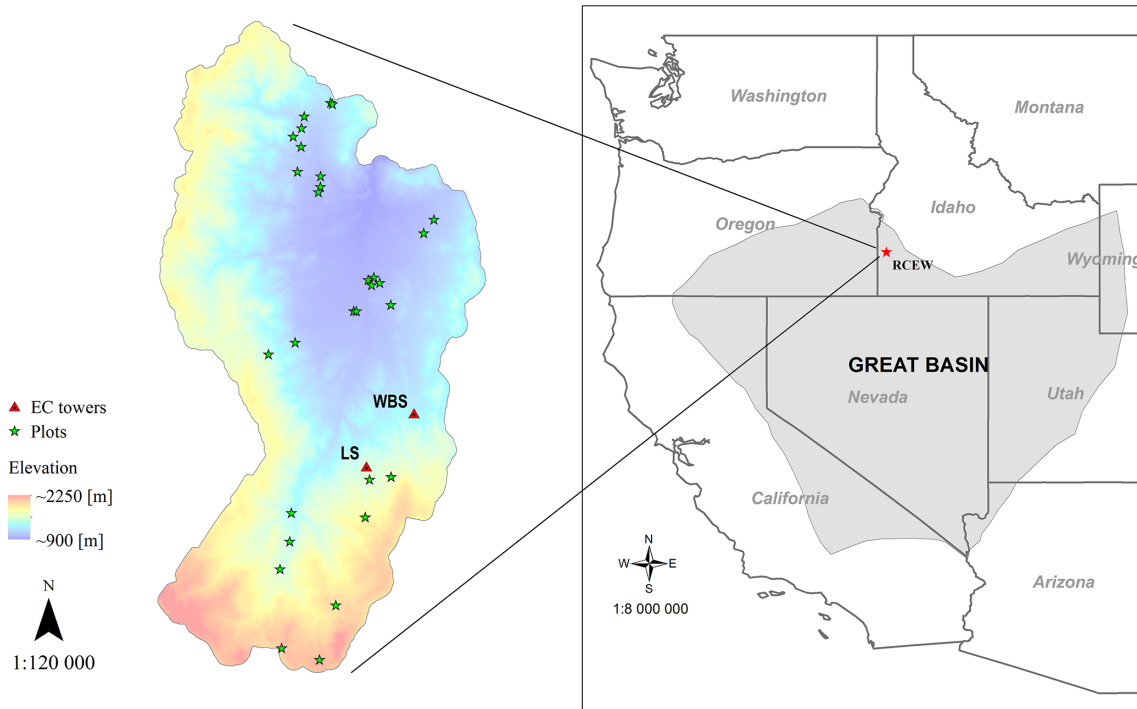 WBS
LS
EC towers
Plots
Elevation
~2250 [m]
~900 [m]
N
1:120 000
Washington
Montana
Oregon
Idaho
Wyoming
RCEW
GREAT BASIN
Nevada
Utah
California
Arizona
N
W E
S
1:8 000 000